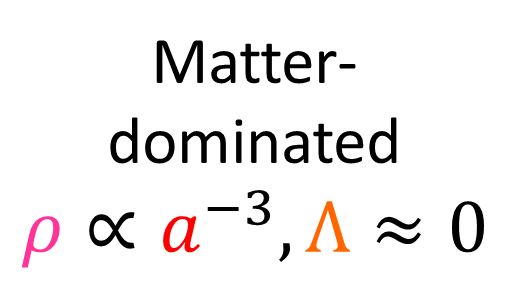 Matter-
dominated
ρ ∝ a⁻³, Λ ≈ 0